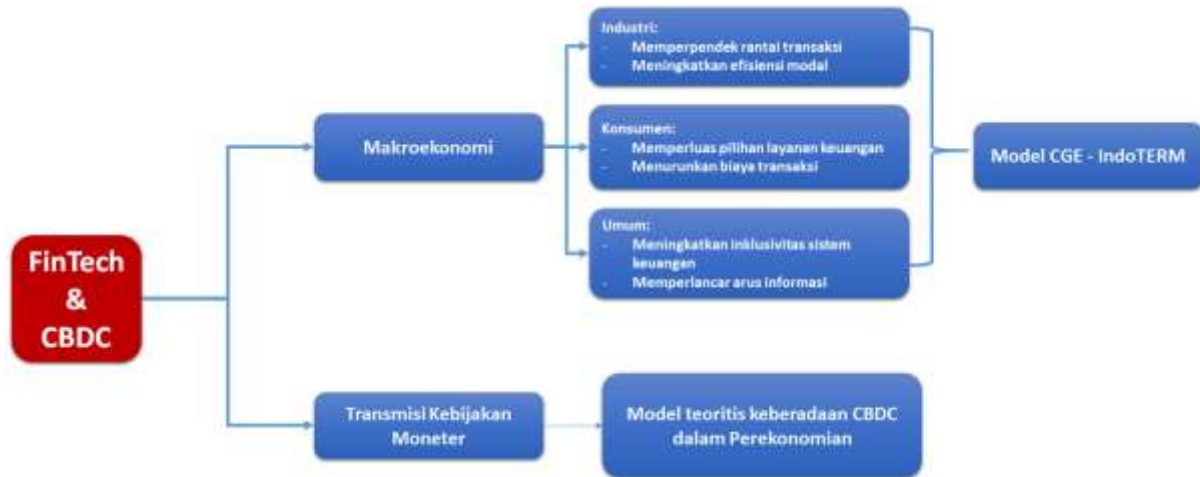 Industri:
- Memperpendek rantai transaksi
- Meningkatkan efisiensi modal
Makroekonomi
Konsumen:
- Memperluas pilihan layanan keuangan
- Menurunkan biaya transaksi
Model CGE - IndoTERM
Umum:
- Meningkatkan inklusivitas sistem
keuangan
- Memperlancar arus informasi
FinTech
&
CBDC
Transmisi Kebijakan
Moneter
Model teoritis keberadaan CBDC
dalam Perekonomian